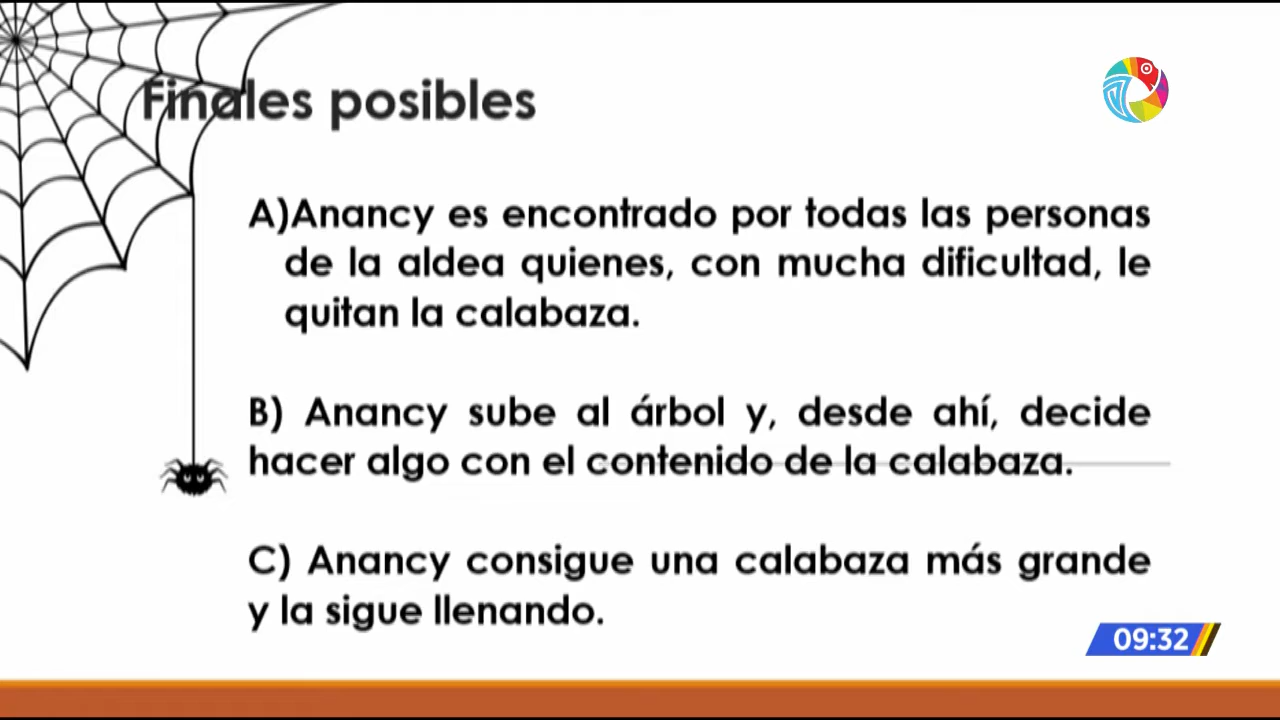 Finales posibles
A)Anancy es encontrado por todas las personas
de la aldea quienes, con mucha dificultad, le
quitan la calabaza.
B) Anancy sube al árbol y, desde ahí, decide
hacer algo con el contenido de la calabaza.
C) Anancy consigue una calabaza más grande
y la sigue llenando.
09:32